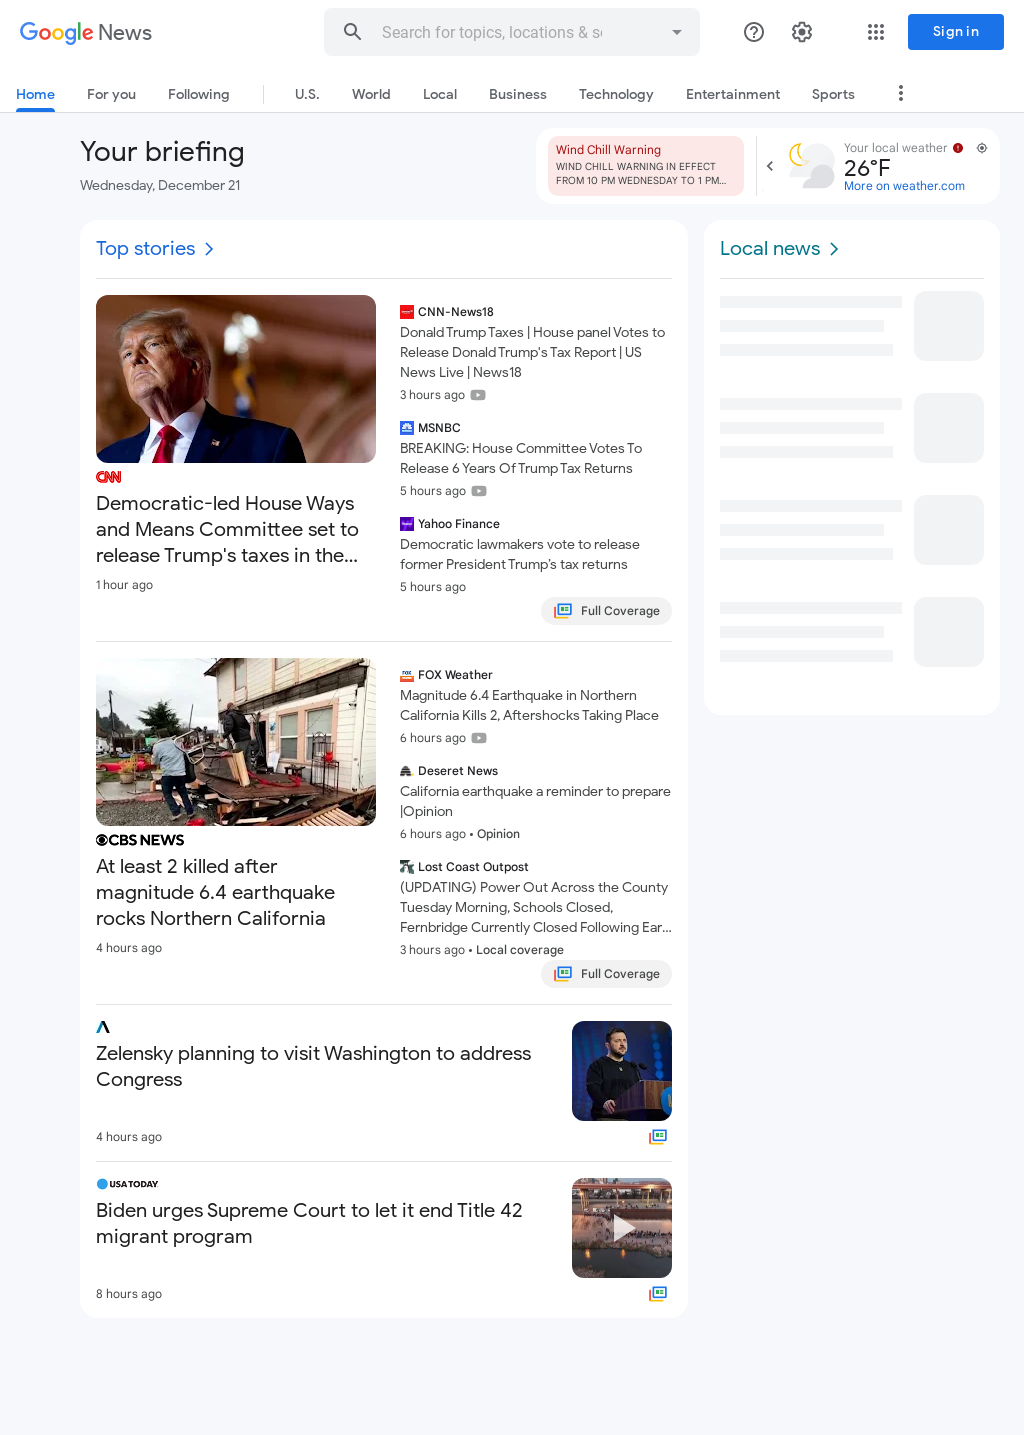 Google News
Search for topics, locations & so
Sign in
Home
For you
Following
U.S.
World
Local
Business
Technology
Entertainment
Sports
Your briefing
Wednesday, December 21
Wind Chill Warning
WIND CHILL WARNING IN EFFECT
FROM 10 PM WEDNESDAY TO 1 PM...
Your local weather
26°F
More on weather.com
Top stories
CNN
Democratic-led House Ways
and Means Committee set to
release Trump's taxes in the...
1 hour ago
CNN-News18
Donald Trump Taxes | House panel Votes to
Release Donald Trump's Tax Report | US
News Live | News18
3 hours ago
MSNBC
BREAKING: House Committee Votes To
Release 6 Years Of Trump Tax Returns
5 hours ago
Yahoo Finance
Democratic lawmakers vote to release
former President Trump's tax returns
5 hours ago
Full Coverage
CBS NEWS
At least 2 killed after
magnitude 6.4 earthquake
rocks Northern California
4 hours ago
FOX Weather
Magnitude 6.4 Earthquake in Northern
California Kills 2, Aftershocks Taking Place
6 hours ago
Deseret News
California earthquake a reminder to prepare
|Opinion
6 hours ago • Opinion
Lost Coast Outpost
(UPDATING) Power Out Across the County
Tuesday Morning, Schools Closed,
Fernbridge Currently Closed Following Ear...
3 hours ago • Local coverage
Full Coverage
Zelensky planning to visit Washington to address
Congress
4 hours ago
USA TODAY
Biden urges Supreme Court to let it end Title 42
migrant program
8 hours ago
Local news